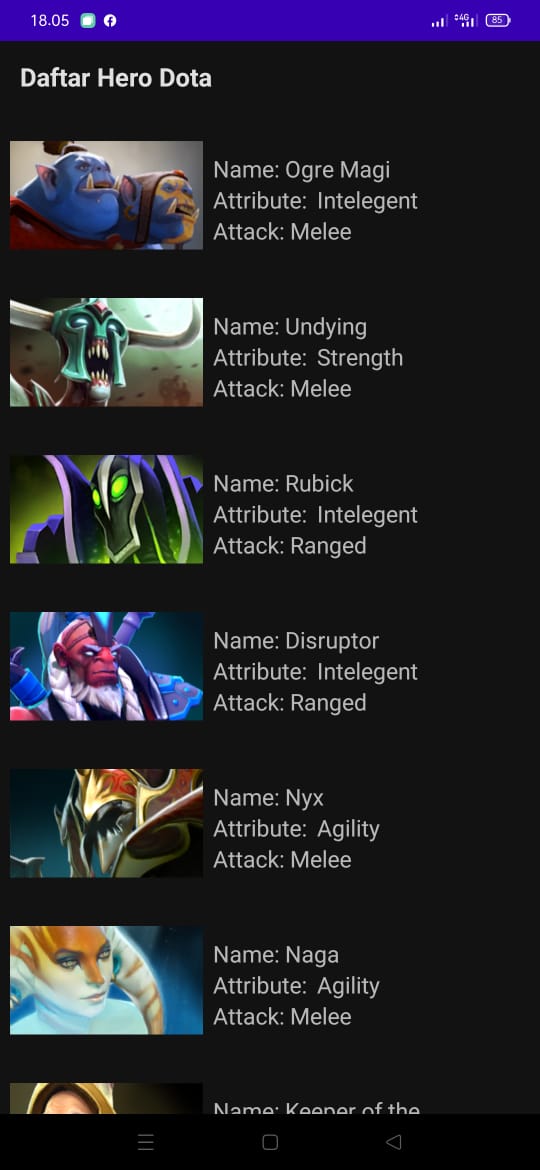 18.05 4G 85
Daftar Hero Dota
Name: Ogre Magi
Attribute:  Intelegent
Attack: Melee
Name: Undying
Attribute:  Strength
Attack: Melee
Name: Rubick
Attribute:  Intelegent
Attack: Ranged
Name: Disruptor
Attribute:  Intelegent
Attack: Ranged
Name: Nyx
Attribute:  Agility
Attack: Melee
Name: Naga
Attribute:  Agility
Attack: Melee
Name: Keeper of the